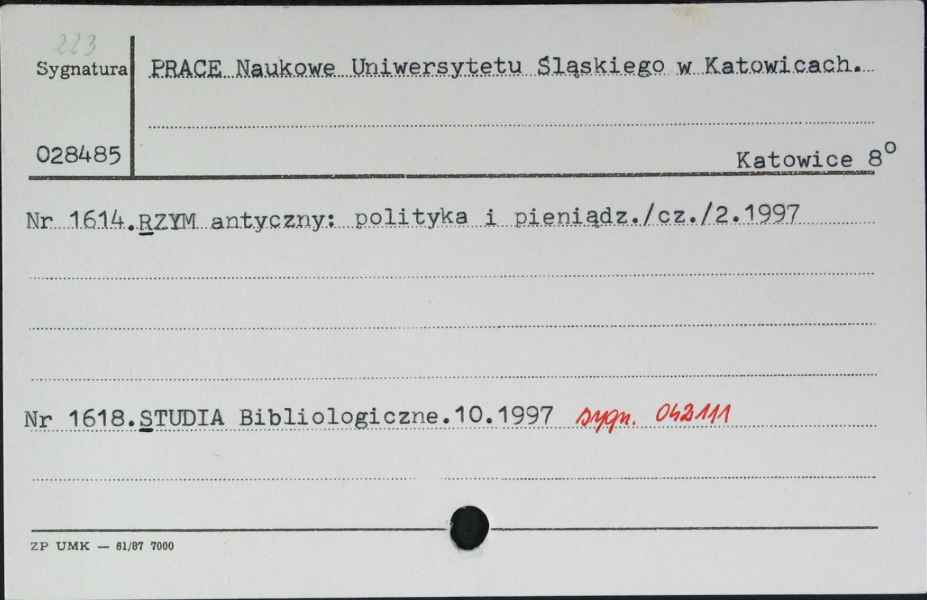 223
Sygnatura
PRACE Naukowe Uniwersytetu Śląskiego w Katowicach.
028485
Katowice 8°
Nr 1614.RZYM antyczny: polityka i pieniądz./cz./2.1997
Nr 1618.STUDIA Bibliologiczne.10.1997 sygn. 042111
ZP UMK — 61/87 7000